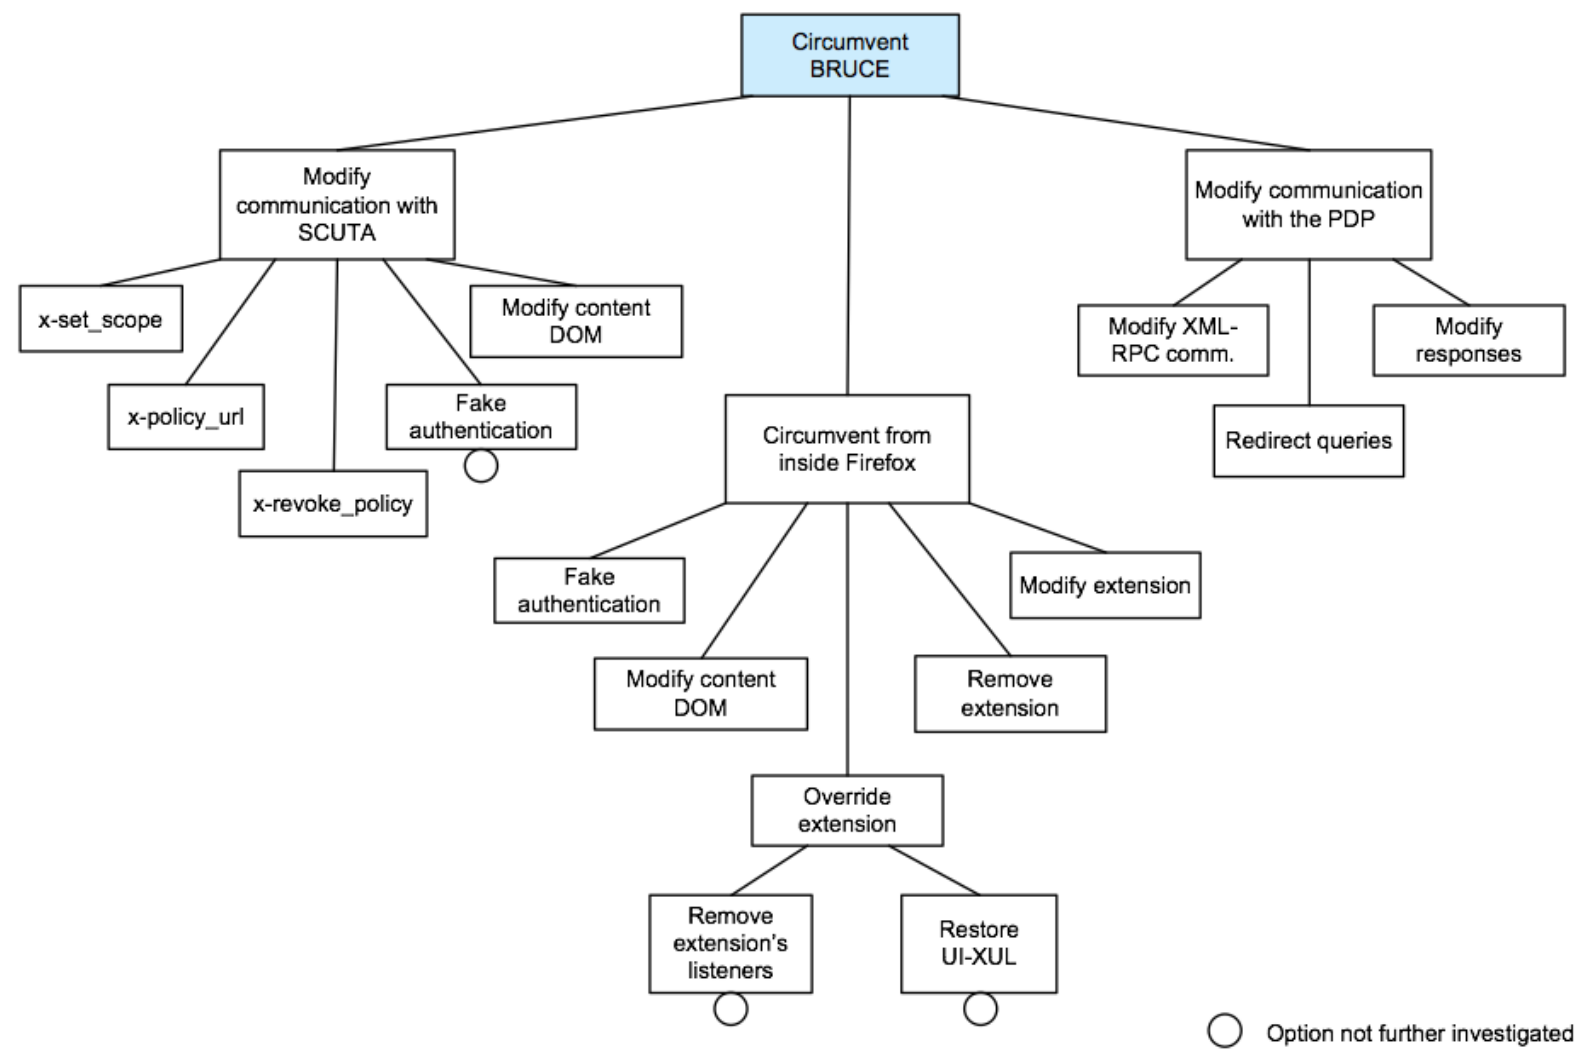 Circumvent
BRUCE
Modify
communication with
SCUTA
Modify communication
with the PDP
x-set_scope
Modify content
DOM
x-policy_url
Fake
authentication
x-revoke_policy
Modify XML-
RPC comm.
Modify
responses
Redirect queries
Circumvent from
inside Firefox
Fake
authentication
Modify extension
Modify content
DOM
Remove
extension
Override
extension
Remove
extension's
listeners
Restore
UI-XUL
Option not further investigated